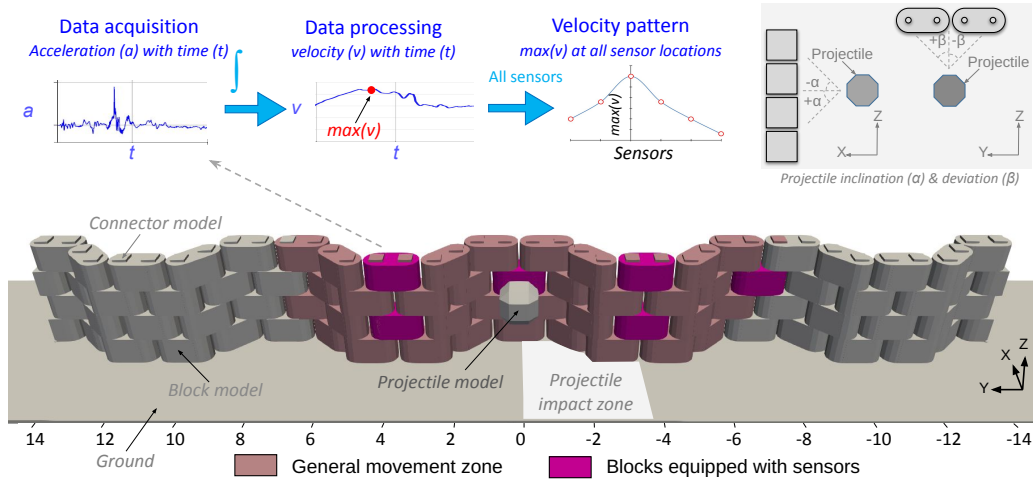 Data acquisition
Acceleration (a) with time (t)
a
t
∫
Data processing
velocity (v) with time (t)
v
max(v)
t
All sensors
Velocity pattern
max(v) at all sensor locations
max(v)
Sensors
+β -β
Projectile
Projectile
-α
+α
Z
X
Z
Y
Projectile inclination (α) & deviation (β)
Connector model
Block model
Projectile model
Projectile
impact zone
Z
X
Y
14 12 10 8 6 4 2 0 -2 -4 -6 -8 -10 -12 -14
Ground
General movement zone
Blocks equipped with sensors